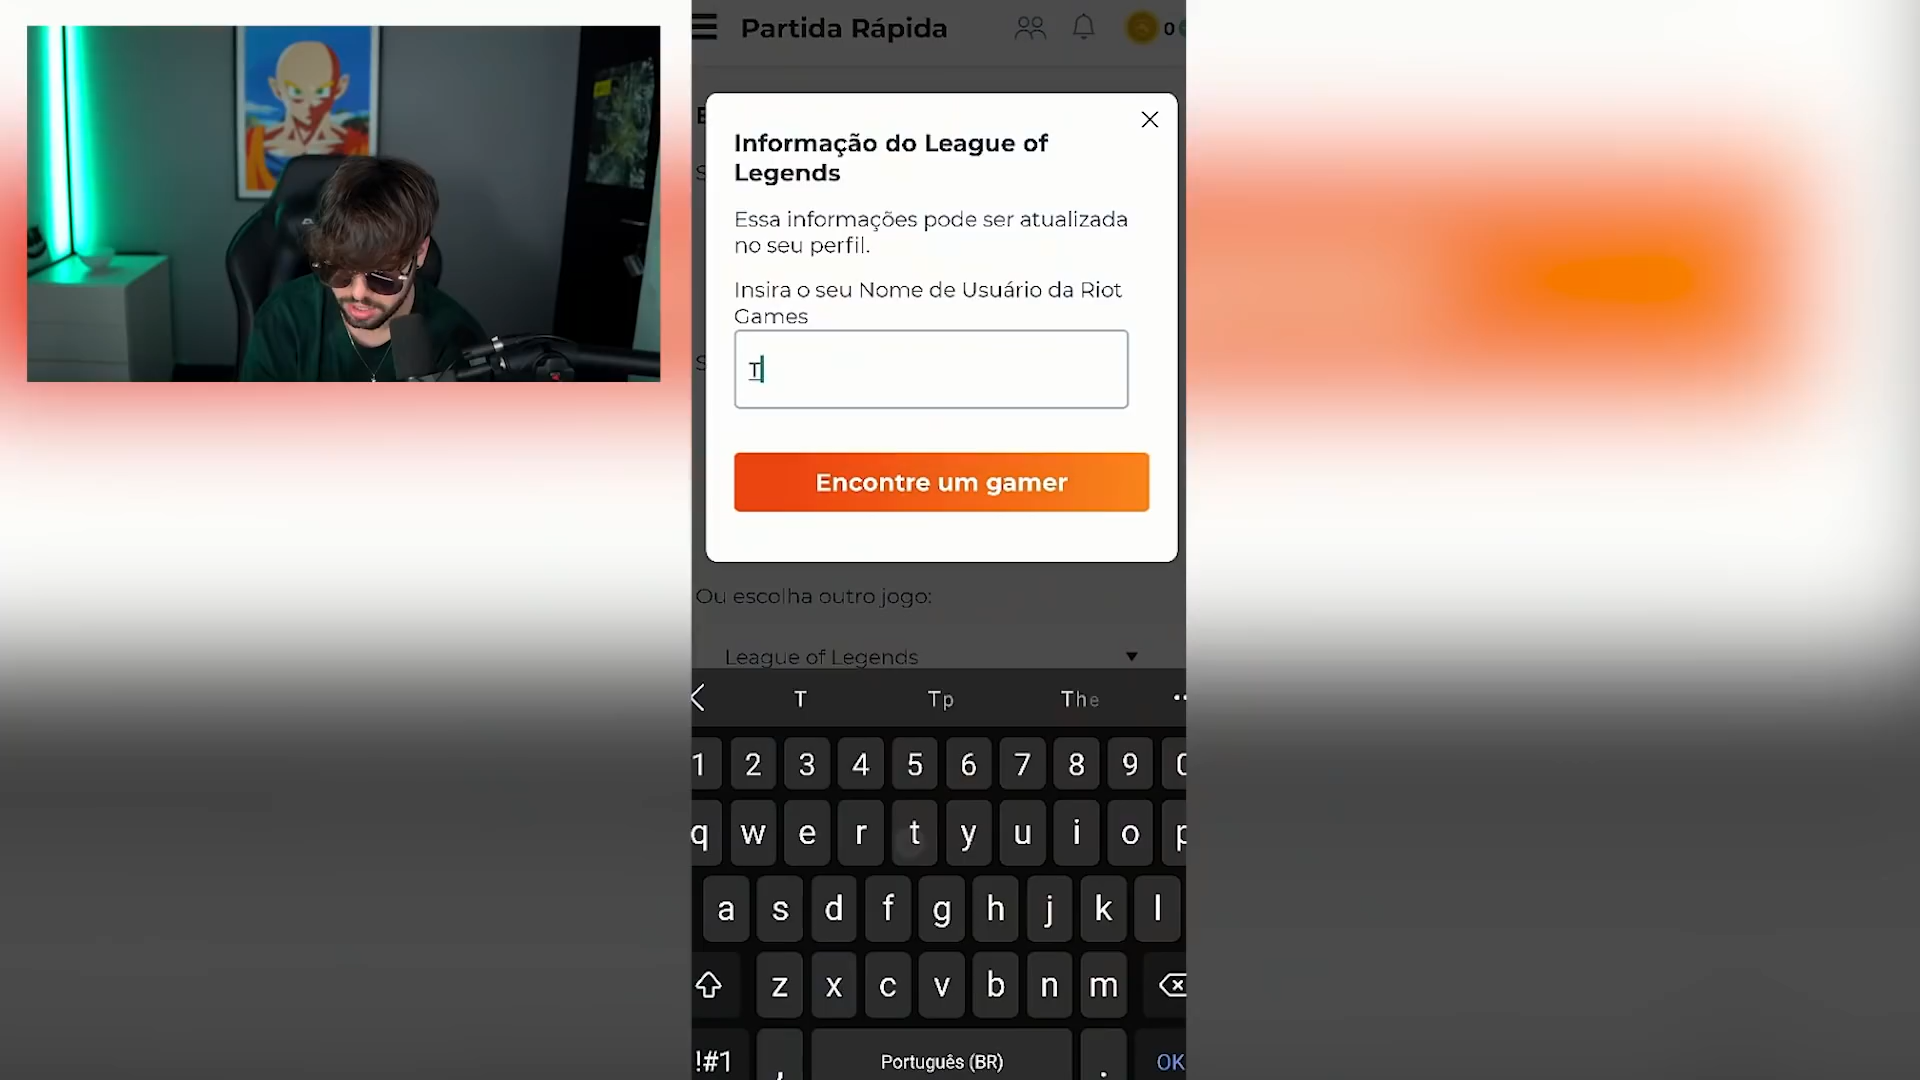 Partida Rápida
0
Informação do League of
Legends
Essa informações pode ser atualizada
no seu perfil.
Insira o seu Nome de Usuário da Riot
Games
T
Encontre um gamer
Ou escolha outro jogo:
League of Legends
T Tp The
1 2 3 4 5 6 7 8 9 0
q w e r t y u i o p
a s d f g h j k l
z x c v b n m
!#1 , Português (BR) . OK